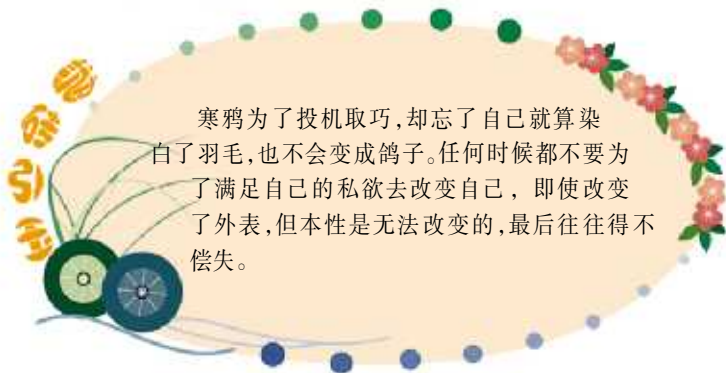 寒鸦为了投机取巧,却忘了自己就算染
白了羽毛,也不会变成鸽子。任何时候都不要为
了满足自己的私欲去改变自己，即使改变
了外表,但本性是无法改变的,最后往往得不
偿失。